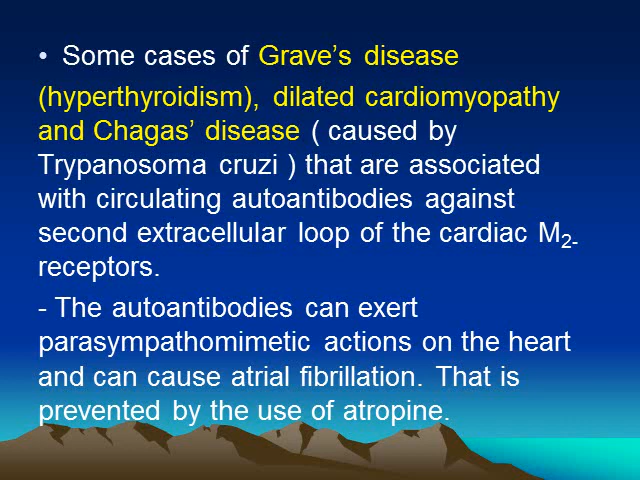 • Some cases of Grave's disease
(hyperthyroidism), dilated cardiomyopathy
and Chagas' disease ( caused by
Trypanosoma cruzi ) that are associated
with circulating autoantibodies against
second extracellular loop of the cardiac M2-
receptors.
- The autoantibodies can exert
parasympathomimetic actions on the heart
and can cause atrial fibrillation. That is
prevented by the use of atropine.